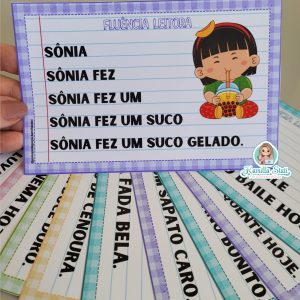 FLUÊNCIA LEITORA
SÔNIA
SÔNIA FEZ
SÔNIA FEZ UM
SÔNIA FEZ UM SUCO
SÔNIA FEZ UM SUCO GELADO.
DE CENOURA.
FADA BELA.
SAPATO CARO.
BONITO
HOJE.
BAILE HOJE